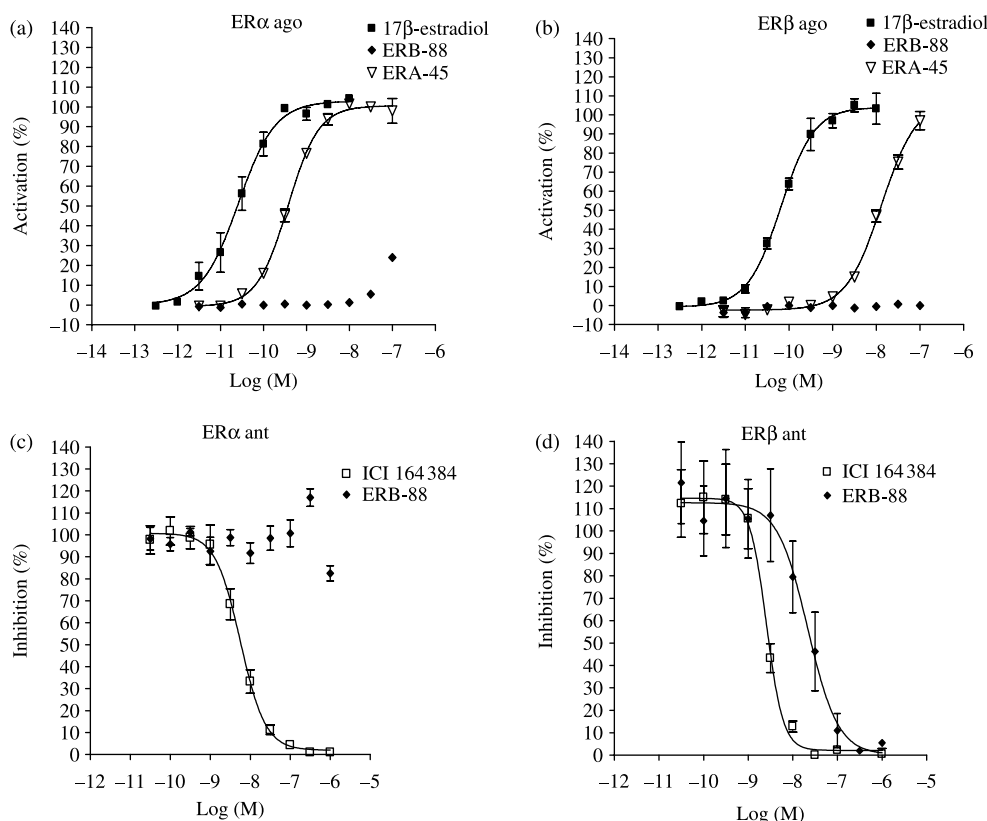 (a)
ERα ago
17β-estradiol
ERB-88
ERA-45
140
130
120
110
100
90
80
70
60
50
40
30
20
10
0
–10
Activation (%)
–14 –13 –12 –11 –10 –9 –8 –7 –6
Log (M)
(b)
ERβ ago
17β-estradiol
ERB-88
ERA-45
140
130
120
110
100
90
80
70
60
50
40
30
20
10
0
–10
Activation (%)
–14 –13 –12 –11 –10 –9 –8 –7 –6
Log (M)
(c)
ERα ant
ICI 164 384
ERB-88
140
130
120
110
100
90
80
70
60
50
40
30
20
10
0
Inhibition (%)
–12 –11 –10 –9 –8 –7 –6 –5
Log (M)
(d)
ERβ ant
ICI 164 384
ERB-88
140
130
120
110
100
90
80
70
60
50
40
30
20
10
0
Inhibition (%)
–12 –11 –10 –9 –8 –7 –6 –5
Log (M)